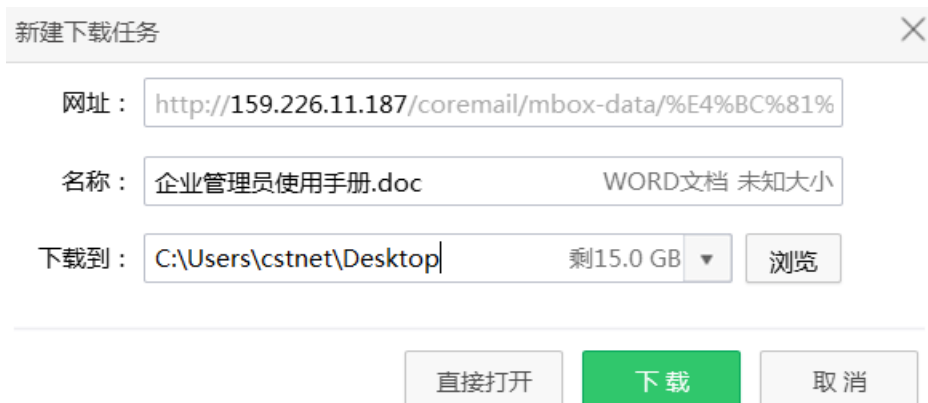 新建下载任务
网址： http://159.226.11.187/coremail/mbox-data/%E4%BC%81%
名称： 企业管理员使用手册.doc WORD文档 未知大小
下载到： C:\Users\cstnet\Desktop 剩15.0 GB 浏览
直接打开 下载 取消